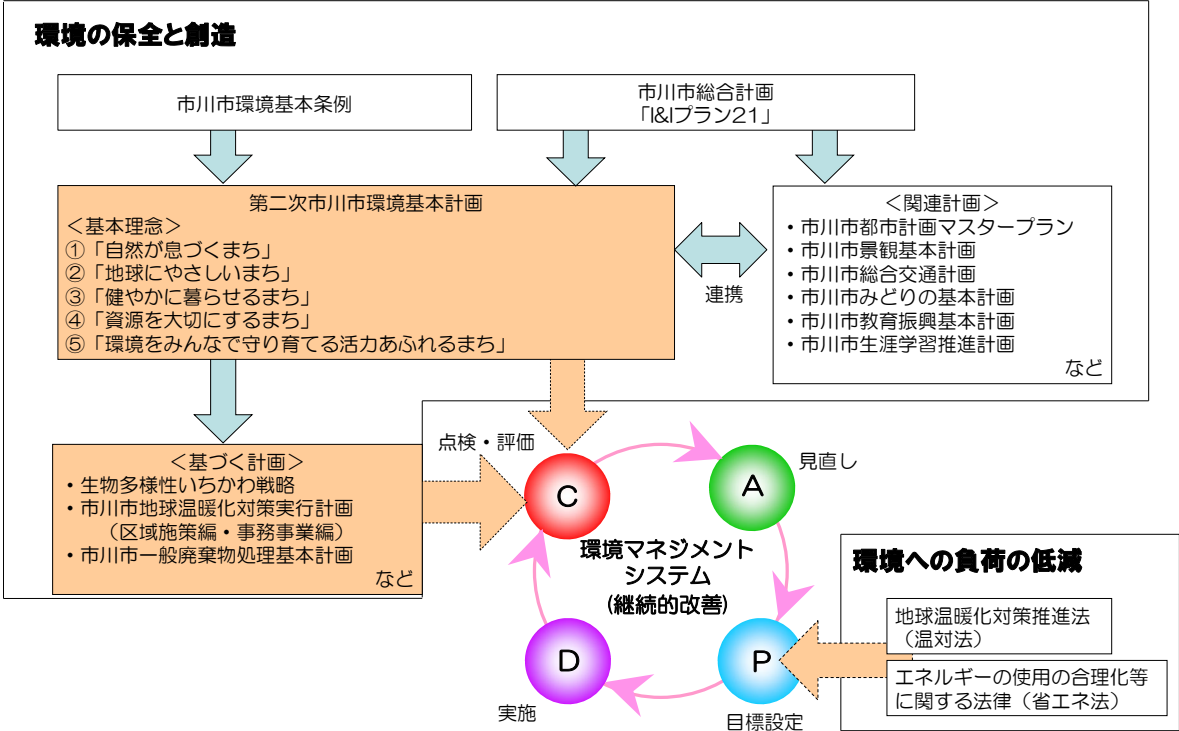 環境の保全と創造
市川市環境基本条例
市川市総合計画
「I&Iプラン21」
第二次市川市環境基本計画
＜基本理念＞
①「自然が息づくまち」
②「地球にやさしいまち」
③「健やかに暮らせるまち」
④「資源を大切にするまち」
⑤「環境をみんなで守り育てる活力あふれるまち」
連携
＜関連計画＞
・市川市都市計画マスタープラン
・市川市景観基本計画
・市川市総合交通計画
・市川市みどりの基本計画
・市川市教育振興基本計画
・市川市生涯学習推進計画
など
＜基づく計画＞
・生物多様性いちかわ戦略
・市川市地球温暖化対策実行計画
（区域施策編・事務事業編）
・市川市一般廃棄物処理基本計画
など
点検・評価
C
A
見直し
環境マネジメント
システム
(継続的改善)
D
実施
P
目標設定
環境への負荷の低減
地球温暖化対策推進法
（温対法）
エネルギーの使用の合理化等
に関する法律（省エネ法）